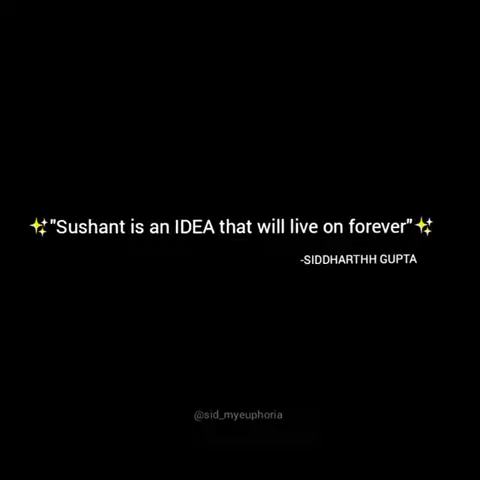 ✨"Sushant is an IDEA that will live on forever"✨
-SIDDHARTHH GUPTA
@sid_myeuphoria